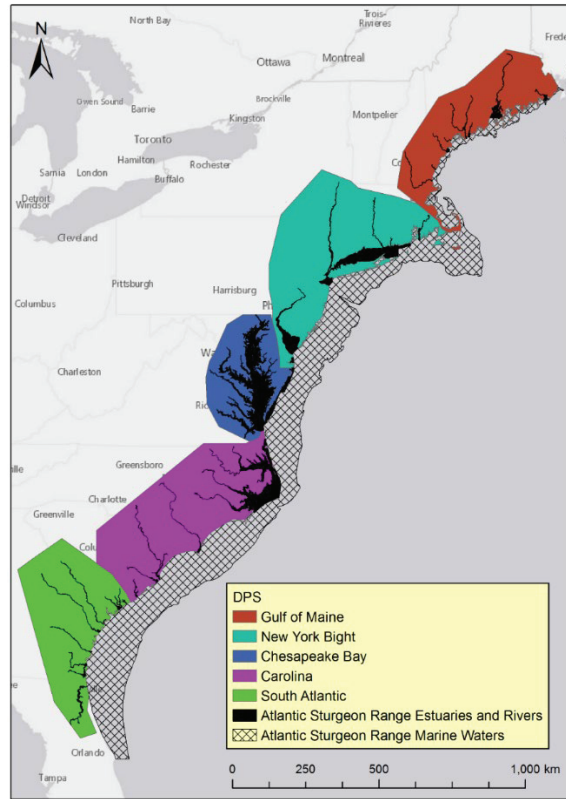 North Bay
Trois-
Rivieres
N
Ottawa
Montreal
Owen Sound
Barrie
Brockville
Kingston
Montpelier
Toronto
Hamilton
Rochester
Sarnia
London
Buffalo
Detroit
Windsor
Cleveland
Pittsburgh
Harrisburg
Columbus
Charleston
Greensboro
Charlotte
Greenville
Orlando
Tampa
DPS
Gulf of Maine
New York Bight
Chesapeake Bay
Carolina
South Atlantic
Atlantic Sturgeon Range Estuaries and Rivers
Atlantic Sturgeon Range Marine Waters
0 250 500 1,000 km